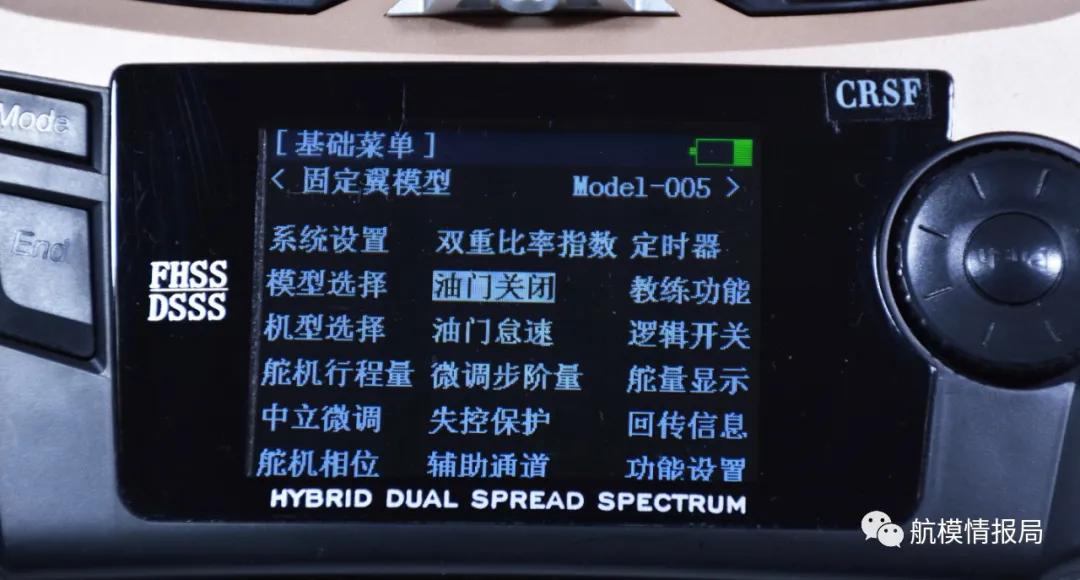 CRSF
Mode
[基础菜单]
< 固定翼模型 Model-005 >
系统设置 双重比率指数 定时器
End
模型选择 油门关闭 教练功能
FHSS
DSSS
机型选择 油门怠速 逻辑开关
舵机行程量 微调步阶量 舵量显示
中立微调 失控保护 回传信息
舵机相位 辅助通道 功能设置
HYBRID DUAL SPREAD SPECTRUM
Push
航模情报局